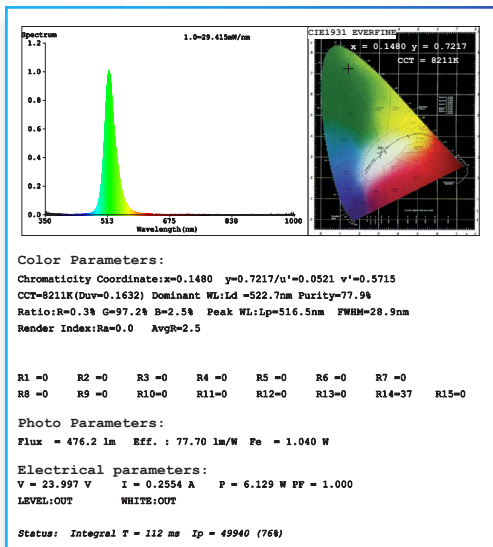 Spectrum
1.0=29.415mW/nm
1.2
1.0
0.8
0.6
0.4
0.2
0.0
350 513 675 838 1000
Wavelength(nm)
CIE1931 EVERFINE
x = 0.1480 y = 0.7217
CCT = 8211K
Color Parameters:
Chromaticity Coordinate:x=0.1480 y=0.7217/u'=0.0521 v'=0.5715
CCT=8211K(Duv=0.1632) Dominant WL:Ld =522.7nm Purity=77.9%
Ratio:R=0.3% G=97.2% B=2.5% Peak WL:Lp=516.5nm FWHM=28.9nm
Render Index:Ra=0.0 AvgR=2.5
R1 =0 R2 =0 R3 =0 R4 =0 R5 =0 R6 =0 R7 =0
R8 =0 R9 =0 R10=0 R11=0 R12=0 R13=0 R14=37 R15=0
Photo Parameters:
Flux = 476.2 lm Eff. : 77.70 lm/W Fe = 1.040 W
Electrical parameters:
V = 23.997 V I = 0.2554 A P = 6.129 W PF = 1.000
LEVEL:OUT WHITE:OUT
Status: Integral T = 112 ms Ip = 49940 (76%)